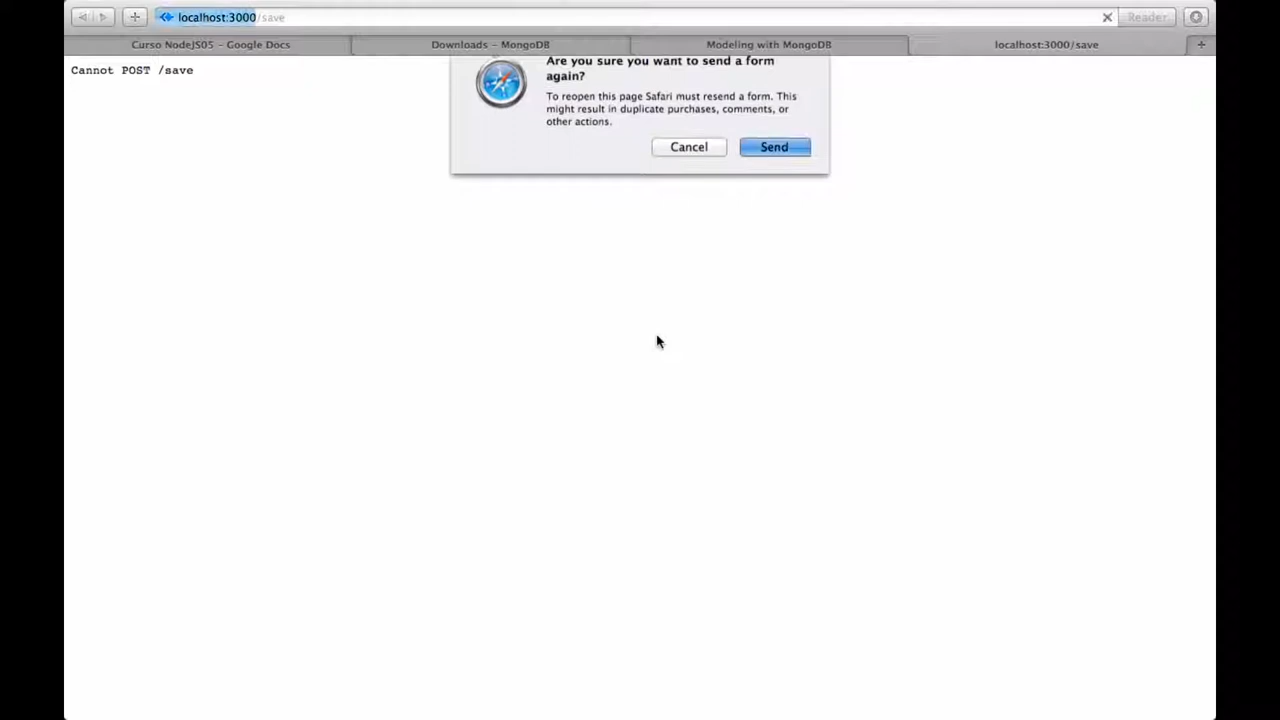 localhost:3000/save
Reader
Curso NodeJS05 – Google Docs
Downloads – MongoDB
Modeling with MongoDB
localhost:3000/save
Cannot POST /save
Are you sure you want to send a form
again?
To reopen this page Safari must resend a form. This
might result in duplicate purchases, comments, or
other actions.
Cancel
Send